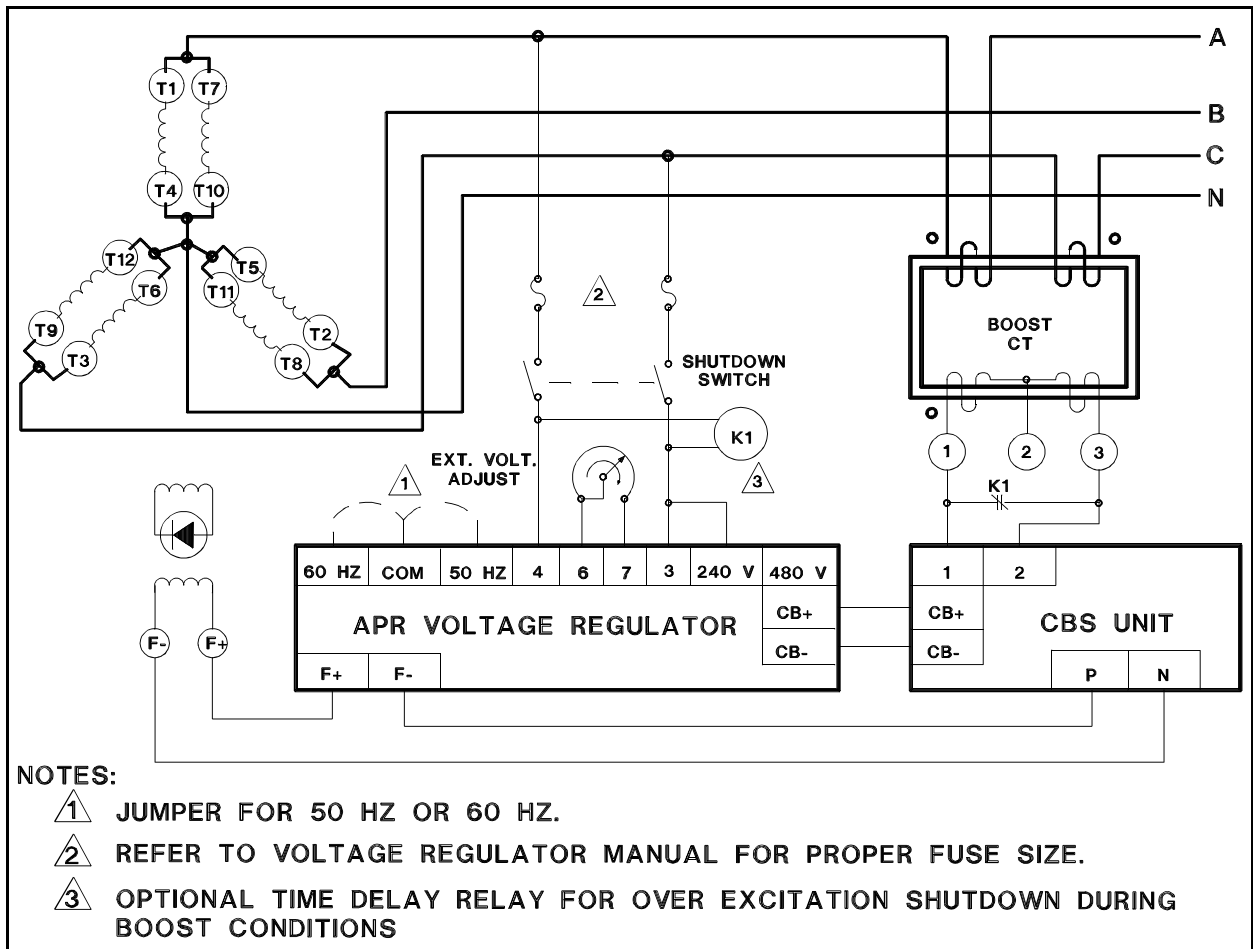 A
T1 T7
B
C
T4 T10
N
T12 T5
T6 T11
2
T9 T2
T3 T8
BOOST
CT
SHUTDOWN
SWITCH
K1
1 2 3
EXT. VOLT.
ADJUST
1
3
K1
60 HZ COM 50 HZ 4 6 7 3 240 V 480 V
1 2
CB+ CB+
APR VOLTAGE REGULATOR
CBS UNIT
CB- CB-
F- F+
F+ F-
P N
NOTES:
1 JUMPER FOR 50 HZ OR 60 HZ.
2 REFER TO VOLTAGE REGULATOR MANUAL FOR PROPER FUSE SIZE.
3 OPTIONAL TIME DELAY RELAY FOR OVER EXCITATION SHUTDOWN DURING
BOOST CONDITIONS